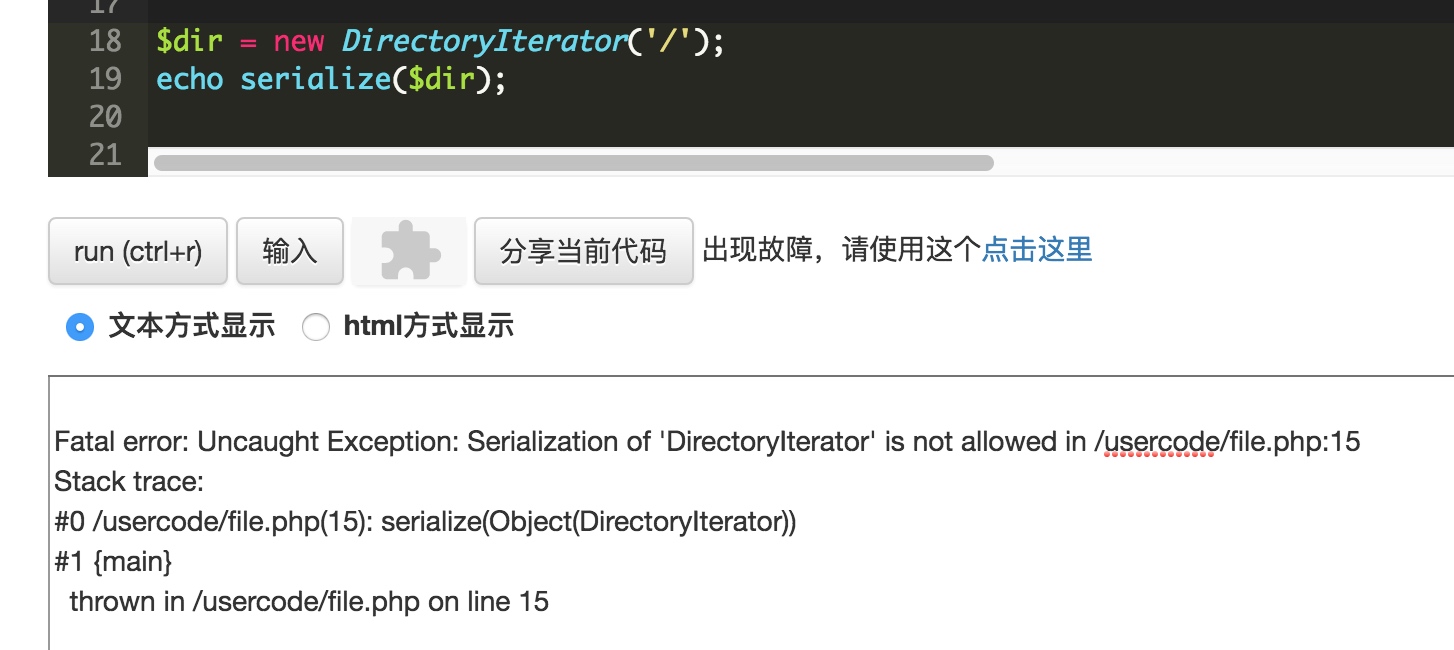 17
18 $dir = new DirectoryIterator('/');
19 echo serialize($dir);
20
21
run (ctrl+r) 输入 分享当前代码 出现故障，请使用这个点击这里
文本方式显示 html方式显示
Fatal error: Uncaught Exception: Serialization of 'DirectoryIterator' is not allowed in /usercode/file.php:15
Stack trace:
#0 /usercode/file.php(15): serialize(Object(DirectoryIterator))
#1 {main}
thrown in /usercode/file.php on line 15